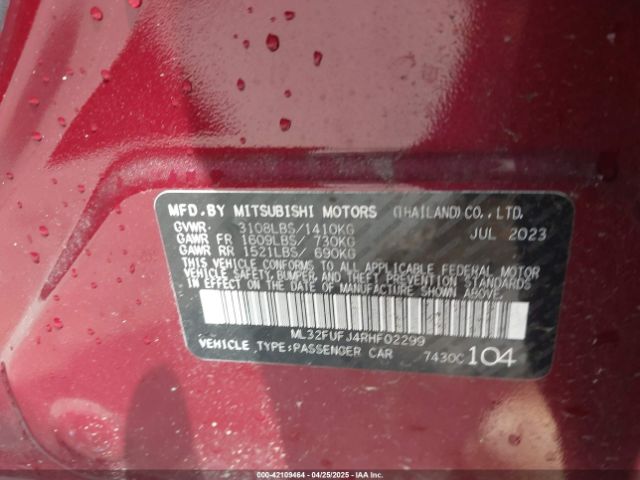 MFD.BY MITSUBISHI MOTORS (THAILAND)CO.,LTD.
GVWR: 3108LBS/1410KG JUL 2023
GAWR FR 1609LBS/ 730KG
GAWR RR 1521LBS/ 690KG
THIS VEHICLE CONFORMS TO ALL APPLICABLE FEDERAL MOTOR
VEHICLE SAFETY,BUMPER,AND THEFT PREVENTION STANDARDS
IN EFFECT ON THE DATE OF MANUFACTURE SHOWN ABOVE.
ML32FUFJ4RHF02299
VEHICLE TYPE:PASSENGER CAR 7430C 104
000-42109464 - 04/25/2025 - IAA Inc.